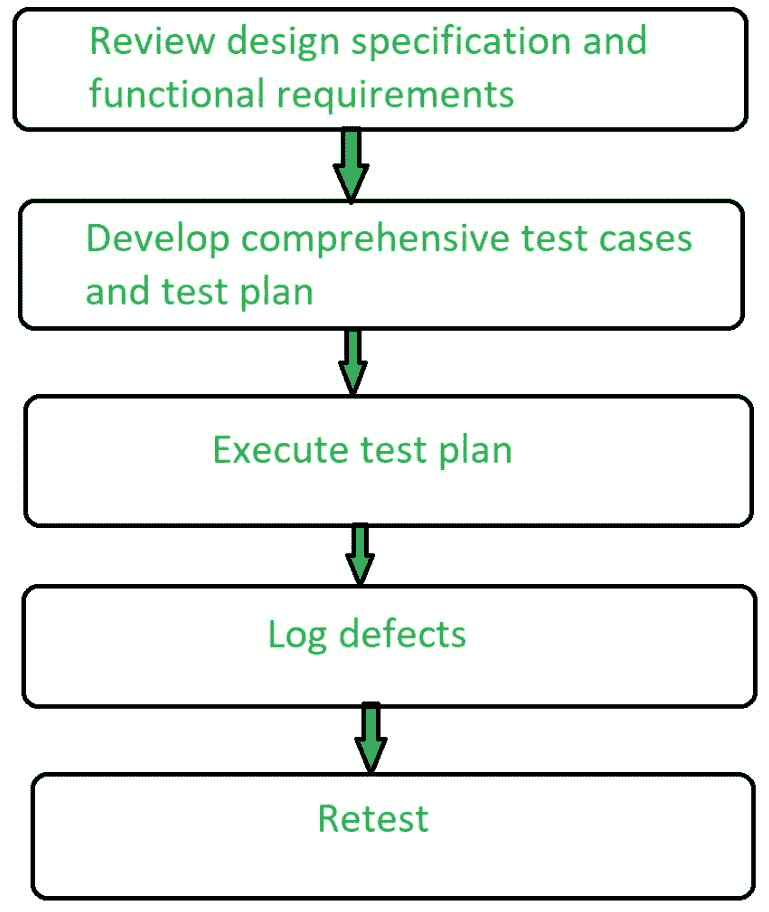 Review design specification and
functional requirements
Develop comprehensive test cases
and test plan
Execute test plan
Log defects
Retest